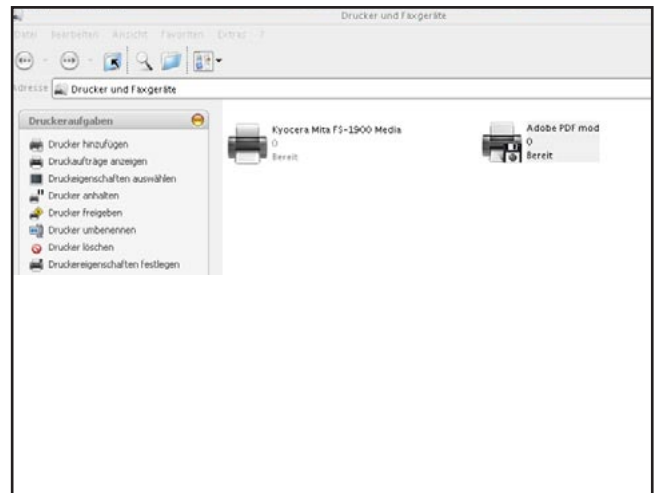 Drucker und Faxgeräte
Datei Bearbeiten Ansicht Favoriten Extras ?
Adresse Drucker und Faxgeräte
Druckeraufgaben
Drucker hinzufügen
Druckaufträge anzeigen
Druckeigenschaften auswählen
Drucker anhalten
Drucker freigeben
Drucker umbenennen
Drucker löschen
Druckereigenschaften festlegen
Kyocera Mita FS-1900 Media
0
Bereit
Adobe PDF mod
0
Bereit